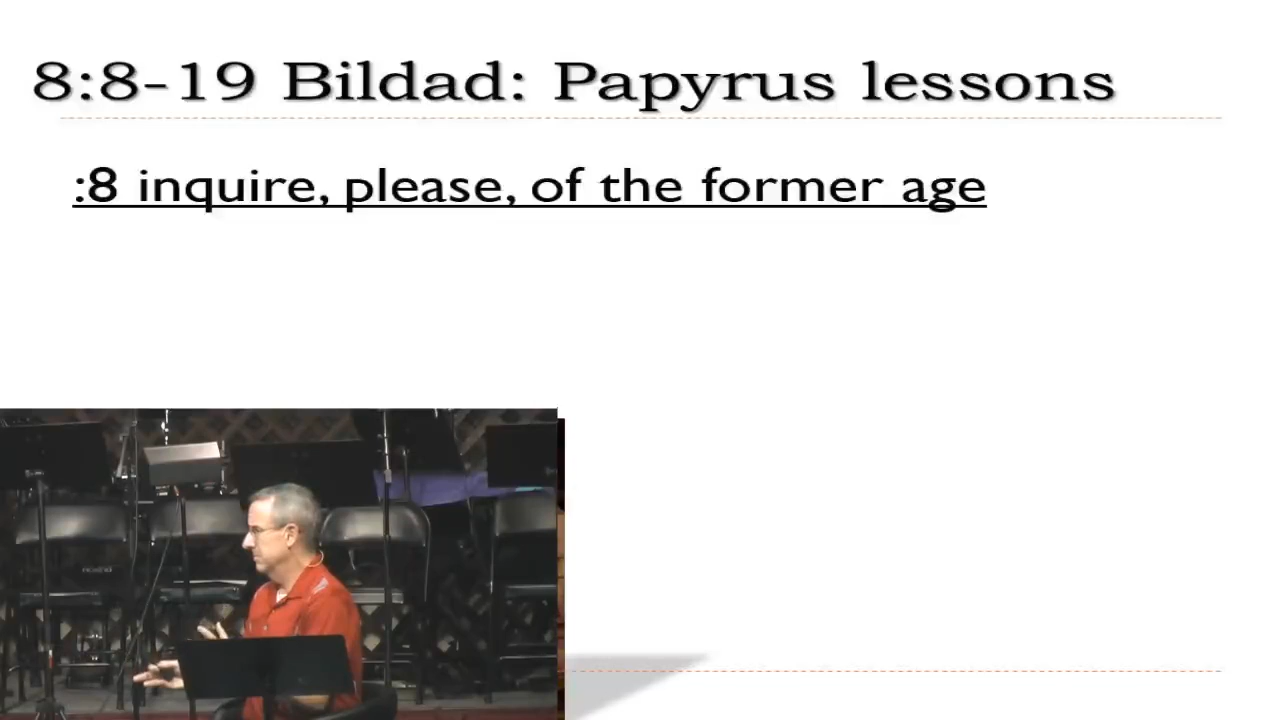 8:8-19 Bildad: Papyrus lessons
:8 inquire, please, of the former age